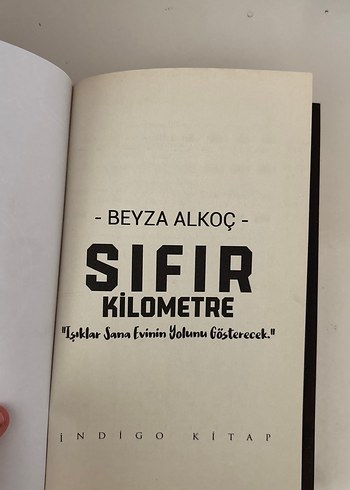 - BEYZA ALKOÇ -
SIFIR
KİLOMETRE
"Işıklar Sana Evinin Yolunu Gösterecek."
İNDİGO KİTAP